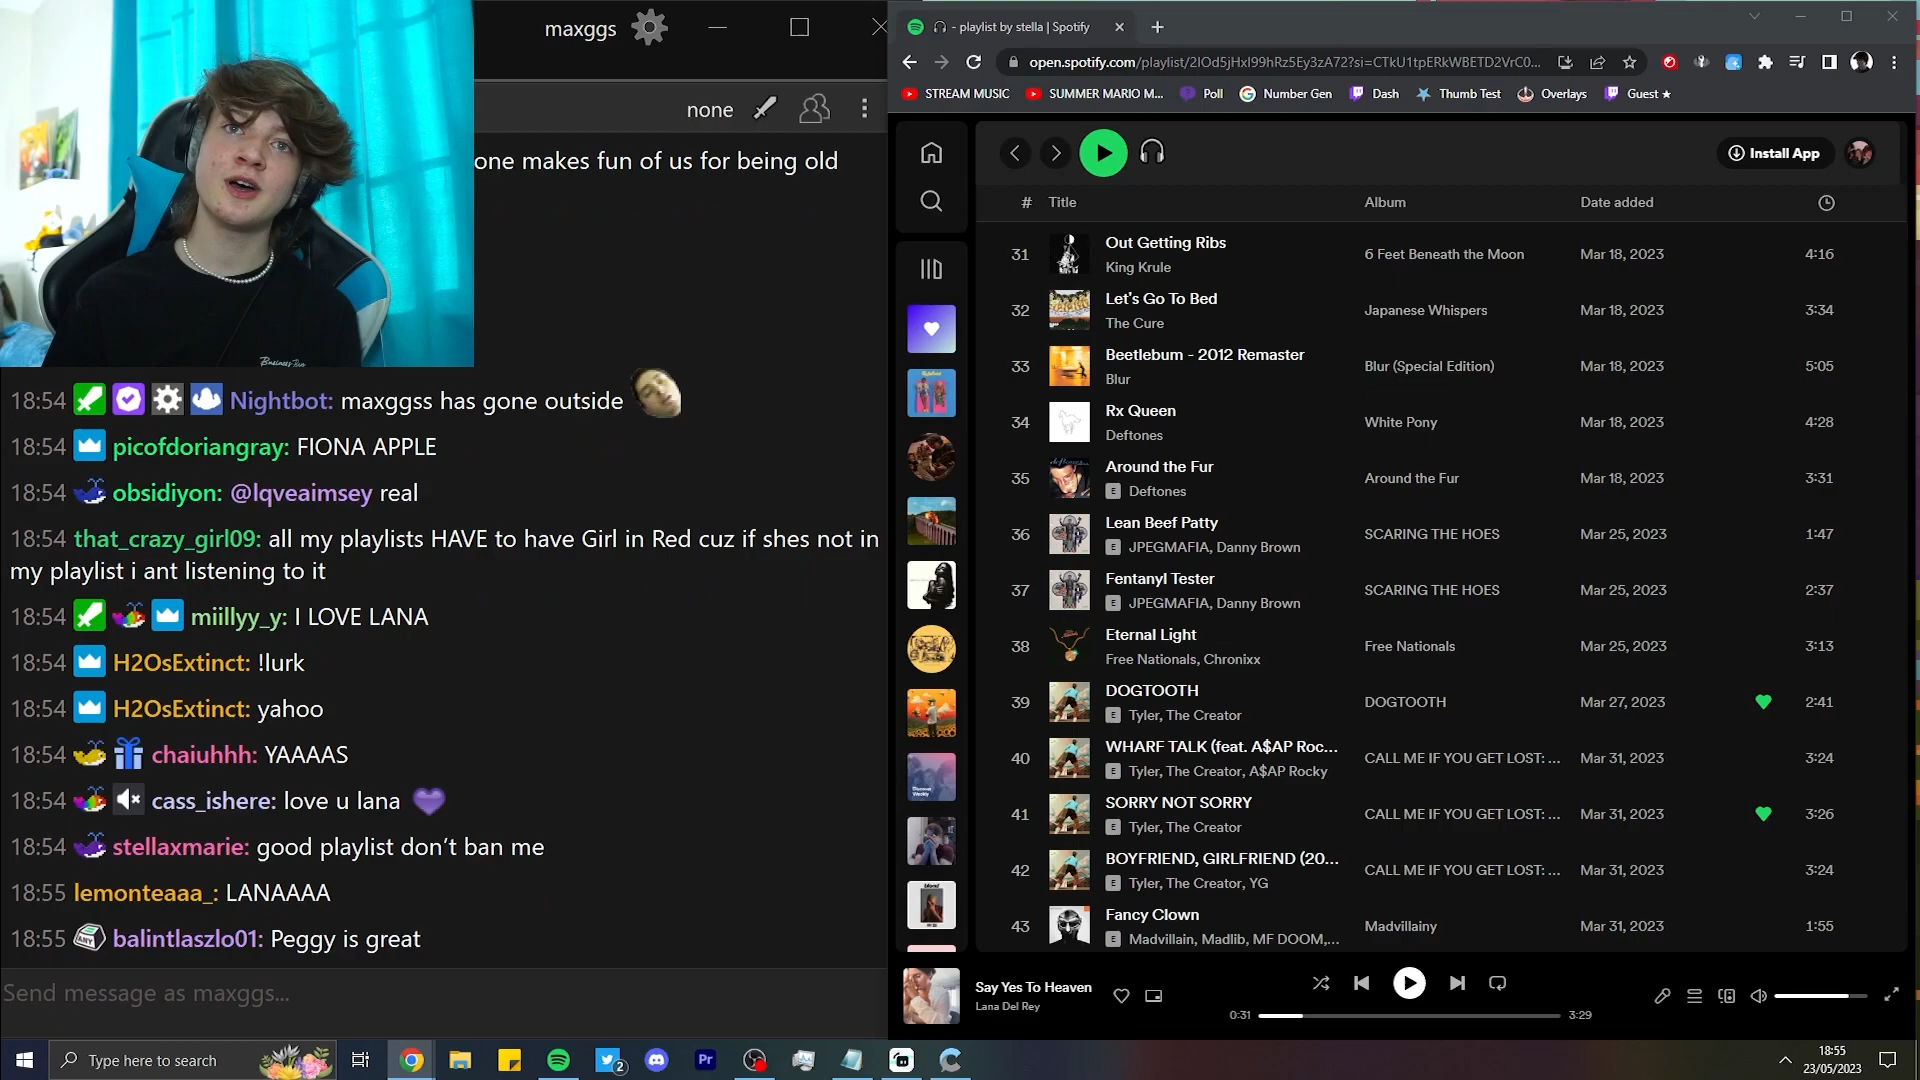 maxggs
none
one makes fun of us for being old
18:54 Nightbot: maxggss has gone outside
18:54 picofdoriangray: FIONA APPLE
18:54 obsidiyon: @lqveaimsey real
18:54 that_crazy_girl09: all my playlists HAVE to have Girl in Red cuz if shes not in
my playlist i ant listening to it
18:54 miillyy_y: I LOVE LANA
18:54 H2OsExtinct: !lurk
18:54 H2OsExtinct: yahoo
18:54 chaiuhhh: YAAAAS
18:54 cass_ishere: love u lana
18:54 stellaxmarie: good playlist don't ban me
18:55 lemonteaaa_: LANAAAA
18:55 balintlaszlo01: Peggy is great
Send message as maxggs...
- playlist by stella | Spotify
open.spotify.com/playlist/2IOd5jHxI99hRz5Ey3zA72?si=CTkU1tpERkWBETD2VrC0...
STREAM MUSIC SUMMER MARIO M... Poll Number Gen Dash Thumb Test Overlays Guest ★
Install App
# Title Album Date added
31 Out Getting Ribs 6 Feet Beneath the Moon Mar 18, 2023 4:16
King Krule
32 Let's Go To Bed Japanese Whispers Mar 18, 2023 3:34
The Cure
33 Beetlebum - 2012 Remaster Blur (Special Edition) Mar 18, 2023 5:05
Blur
34 Rx Queen White Pony Mar 18, 2023 4:28
Deftones
35 Around the Fur Around the Fur Mar 18, 2023 3:31
E Deftones
36 Lean Beef Patty SCARING THE HOES Mar 25, 2023 1:47
E JPEGMAFIA, Danny Brown
37 Fentanyl Tester SCARING THE HOES Mar 25, 2023 2:37
E JPEGMAFIA, Danny Brown
38 Eternal Light Free Nationals Mar 25, 2023 3:13
Free Nationals, Chronixx
39 DOGTOOTH DOGTOOTH Mar 27, 2023 2:41
E Tyler, The Creator
40 WHARF TALK (feat. A$AP Roc... CALL ME IF YOU GET LOST: ... Mar 31, 2023 3:24
E Tyler, The Creator, A$AP Rocky
41 SORRY NOT SORRY CALL ME IF YOU GET LOST: ... Mar 31, 2023 3:26
E Tyler, The Creator
42 BOYFRIEND, GIRLFRIEND (20... CALL ME IF YOU GET LOST: ... Mar 31, 2023 3:24
E Tyler, The Creator, YG
43 Fancy Clown Madvillainy Mar 31, 2023 1:55
E Madvillain, Madlib, MF DOOM,...
Say Yes To Heaven
Lana Del Rey
0:31 3:29
Type here to search
2
Pr
18:55
23/05/2023